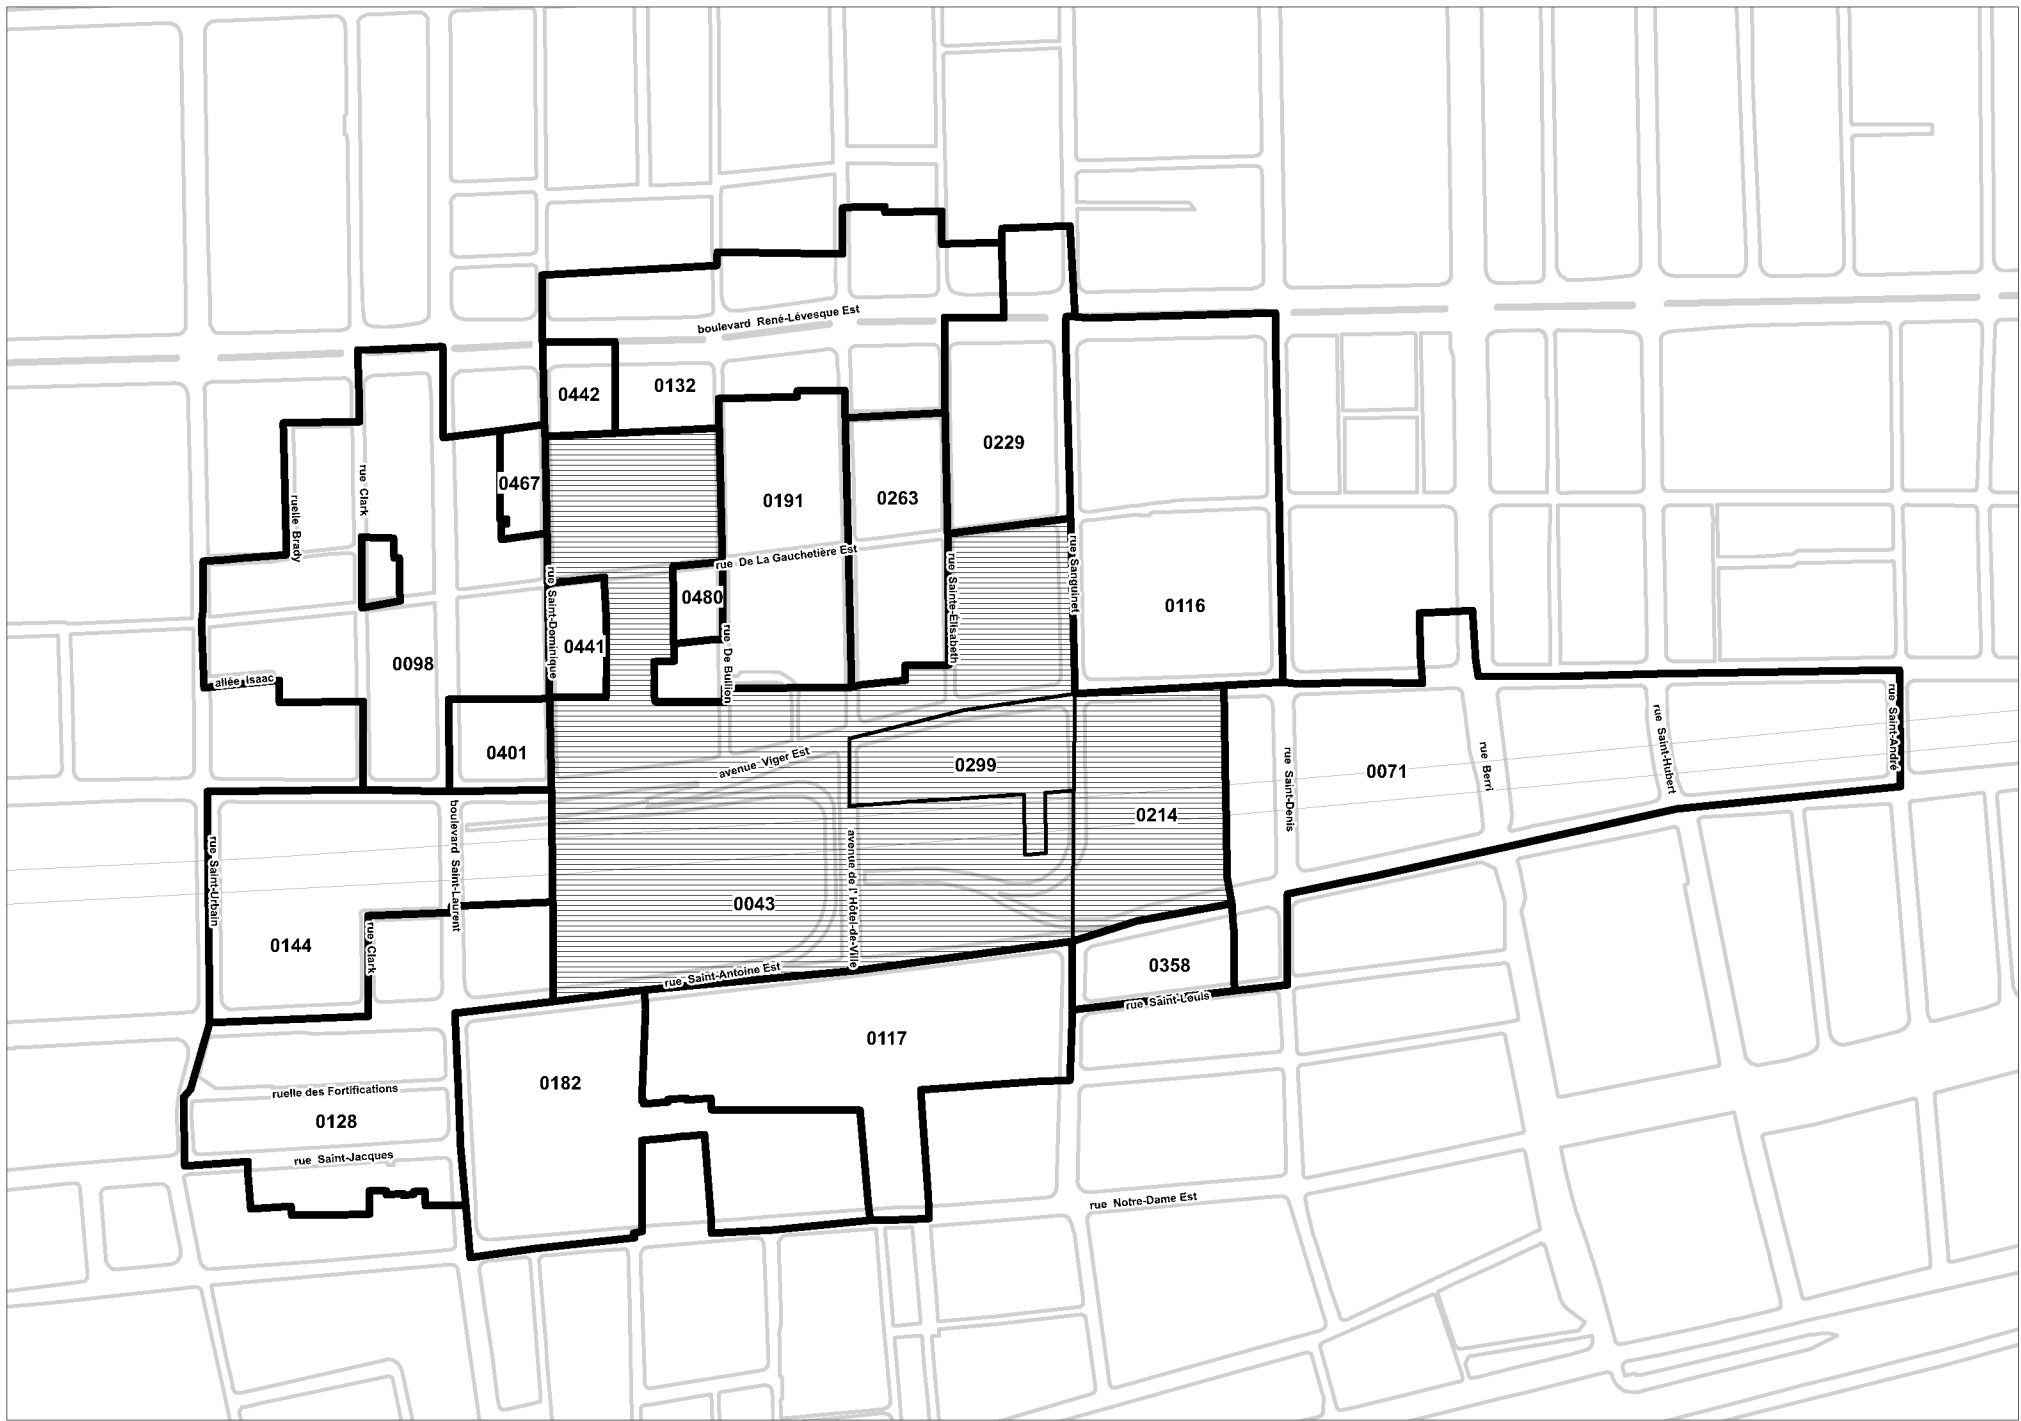 boulevard René-Lévesque Est
0442
0132
0229
0467
0191
0263
rue Clark
ruelle Brady
rue De La Gauchetière Est
rue Saint-Dominique
rue Sainte-Élisabeth
rue Sanguinet
0480
0116
0441
rue De Bullion
0098
allée Isaac
0401
avenue Viger Est
0299
0071
rue Saint-Denis
rue Berri
rue Saint-Hubert
rue Saint-André
0214
rue Saint-Urbain
boulevard Saint-Laurent
avenue de l'Hôtel-de-Ville
0043
0144
rue Clark
rue Saint-Antoine Est
0358
rue Saint-Louis
0117
0182
ruelle des Fortifications
0128
rue Saint-Jacques
rue Notre-Dame Est